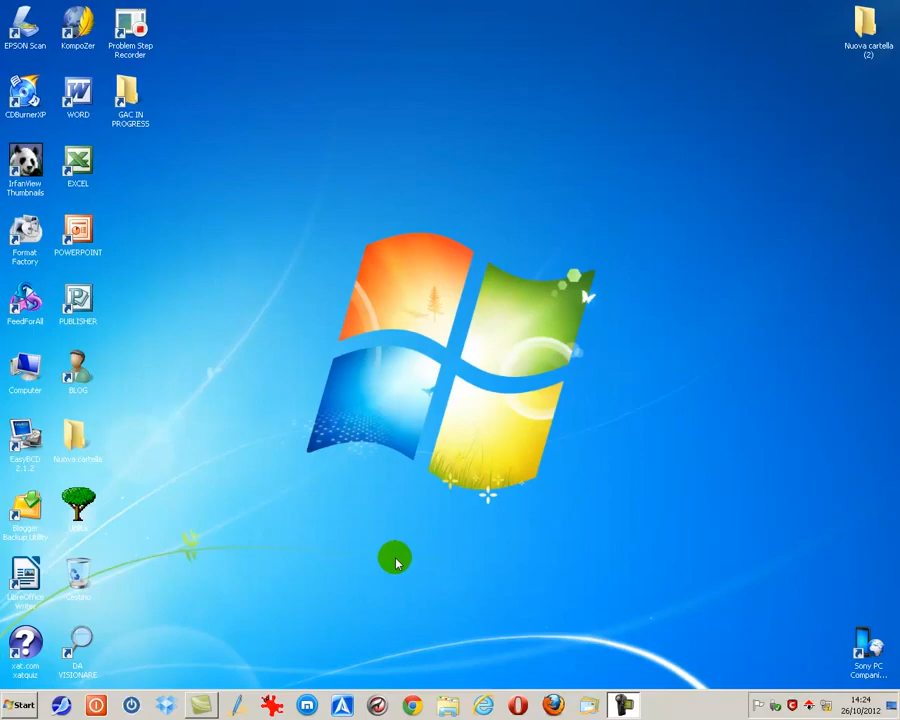 EPSON Scan
KompoZer
Problem Step
Recorder
Nuova cartella
(2)
CDBurnerXP
WORD
GAC IN
PROGRESS
IrfanView
Thumbnails
EXCEL
Format
Factory
POWERPOINT
FeedForAll
PUBLISHER
Computer
BLOG
EasyBCD
2.1.2
Nuova cartella
Blogger
Backup Utility
LibreOffice
Writer
Cestino
xat.com
xatquiz
DA
VISIONARE
Sony PC
Compani...
Start
14:24
26/10/2012